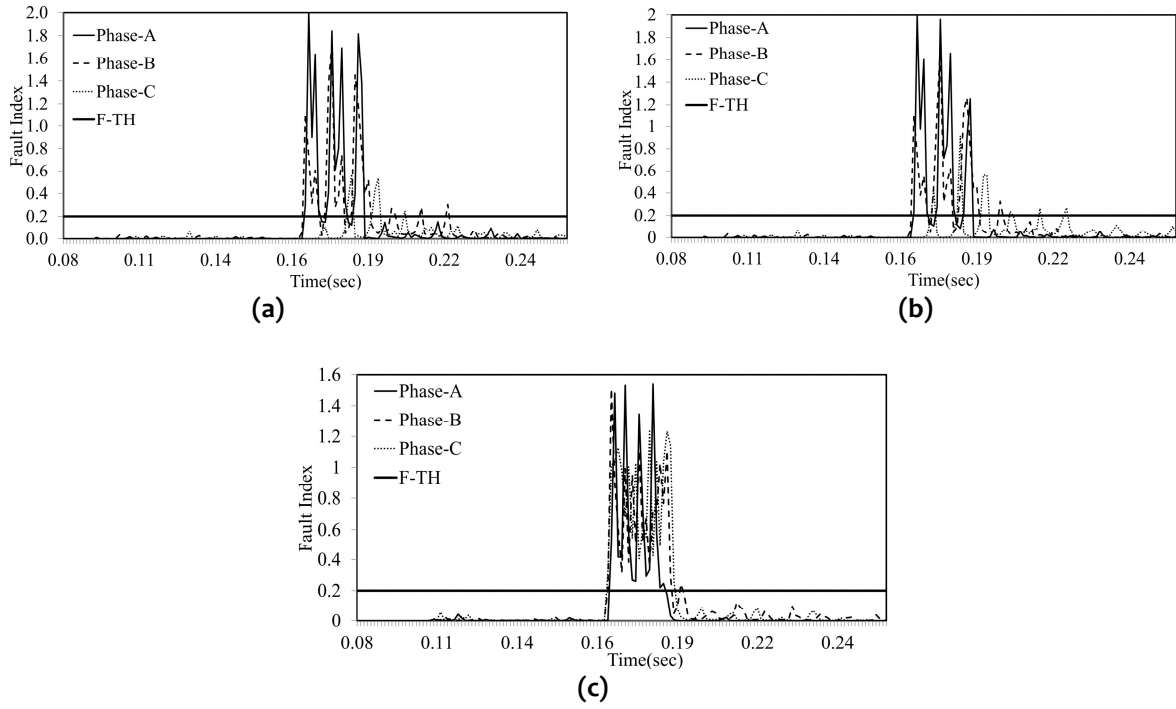 2.0
1.8
1.6
1.4
1.2
1.0
0.8
0.6
0.4
0.2
0.0
Fault Index
Phase-A
Phase-B
Phase-C
F-TH
0.08 0.11 0.14 0.16 0.19 0.22 0.24
Time(sec)
(a)
2
1.8
1.6
1.4
1.2
1
0.8
0.6
0.4
0.2
0
Fault Index
Phase-A
Phase-B
Phase-C
F-TH
0.08 0.11 0.14 0.16 0.19 0.22 0.24
Time(sec)
(b)
1.6
1.4
1.2
1
0.8
0.6
0.4
0.2
0
Fault Index
Phase-A
Phase-B
Phase-C
F-TH
0.08 0.11 0.14 0.16 0.19 0.22 0.24
Time(sec)
(c)